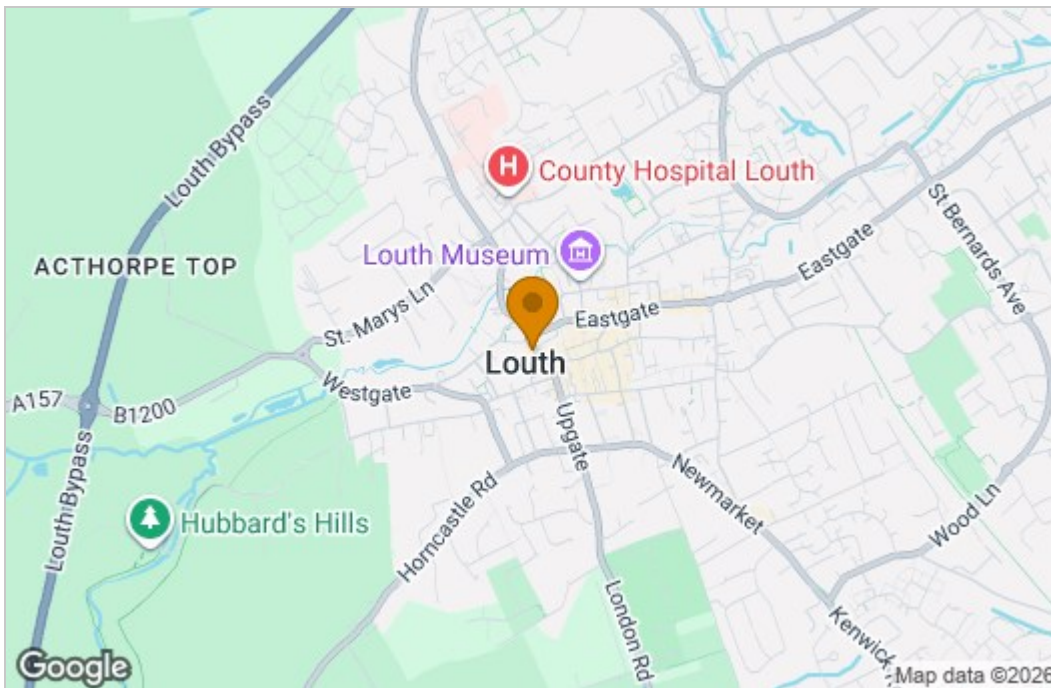 Louth Bypass
H County Hospital Louth
St Bernards Ave
ACTHORPE TOP
Louth Museum
Eastgate
Eastgate
St. Marys Ln
Louth
A157
B1200
Westgate
Upgate
Louth Bypass
Hubbard's Hills
Horncastle Rd
Newmarket
Wood Ln
London Rd
Kenwick
Google
Map data ©2026